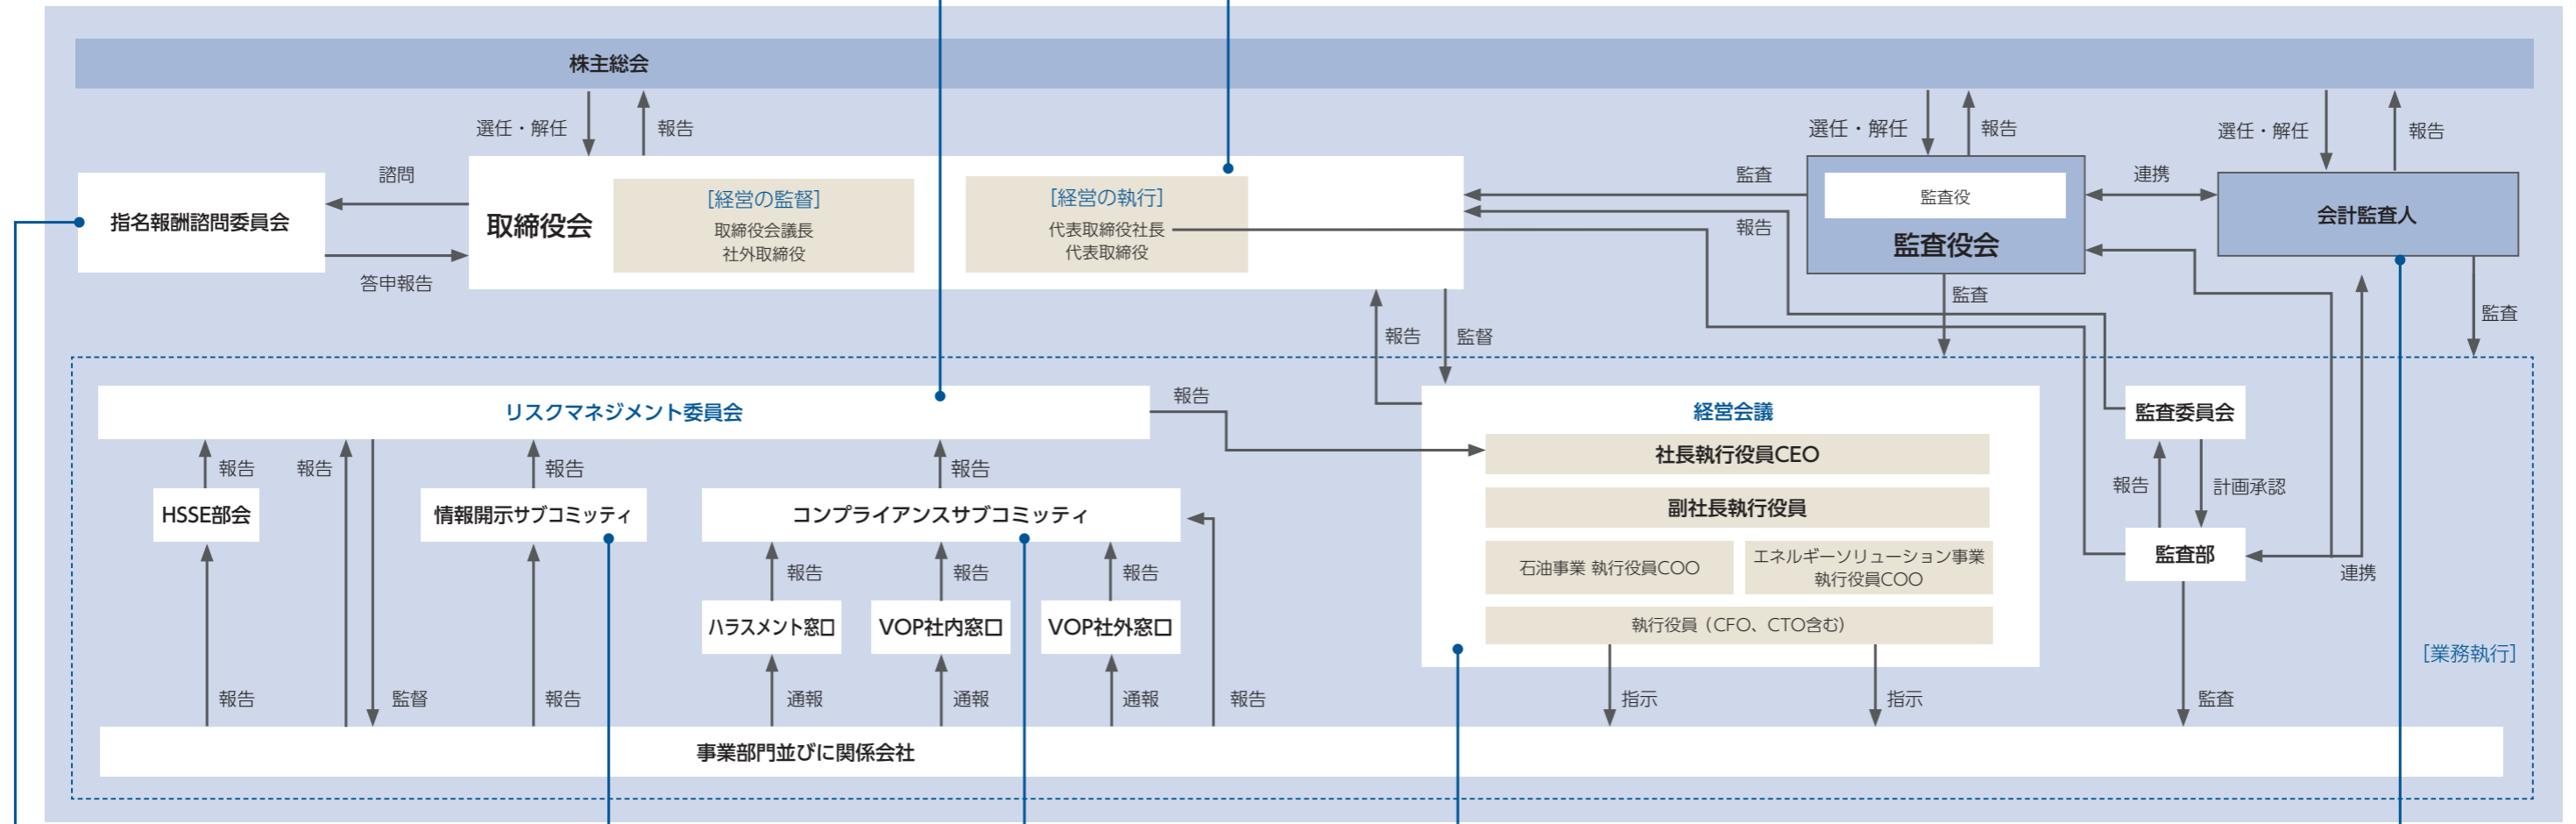 株主総会
選任・解任
報告
選任・解任
報告
選任・解任
報告
指名報酬諮問委員会
諮問
答申報告
取締役会
[経営の監督]
取締役会議長
社外取締役
[経営の執行]
代表取締役社長
代表取締役
監査
報告
監査役
監査役会
連携
会計監査人
報告
監督
監査
監査
リスクマネジメント委員会
報告
経営会議
社長執行役員CEO
副社長執行役員
石油事業 執行役員COO
エネルギーソリューション事業
執行役員COO
執行役員（CFO、CTO含む）
監査委員会
報告
計画承認
監査部
連携
報告
報告
報告
報告
HSSE部会
情報開示サブコミッティ
コンプライアンスサブコミッティ
報告
報告
報告
ハラスメント窓口
VOP社内窓口
VOP社外窓口
[業務執行]
報告
監督
報告
通報
通報
通報
報告
指示
指示
監査
事業部門並びに関係会社